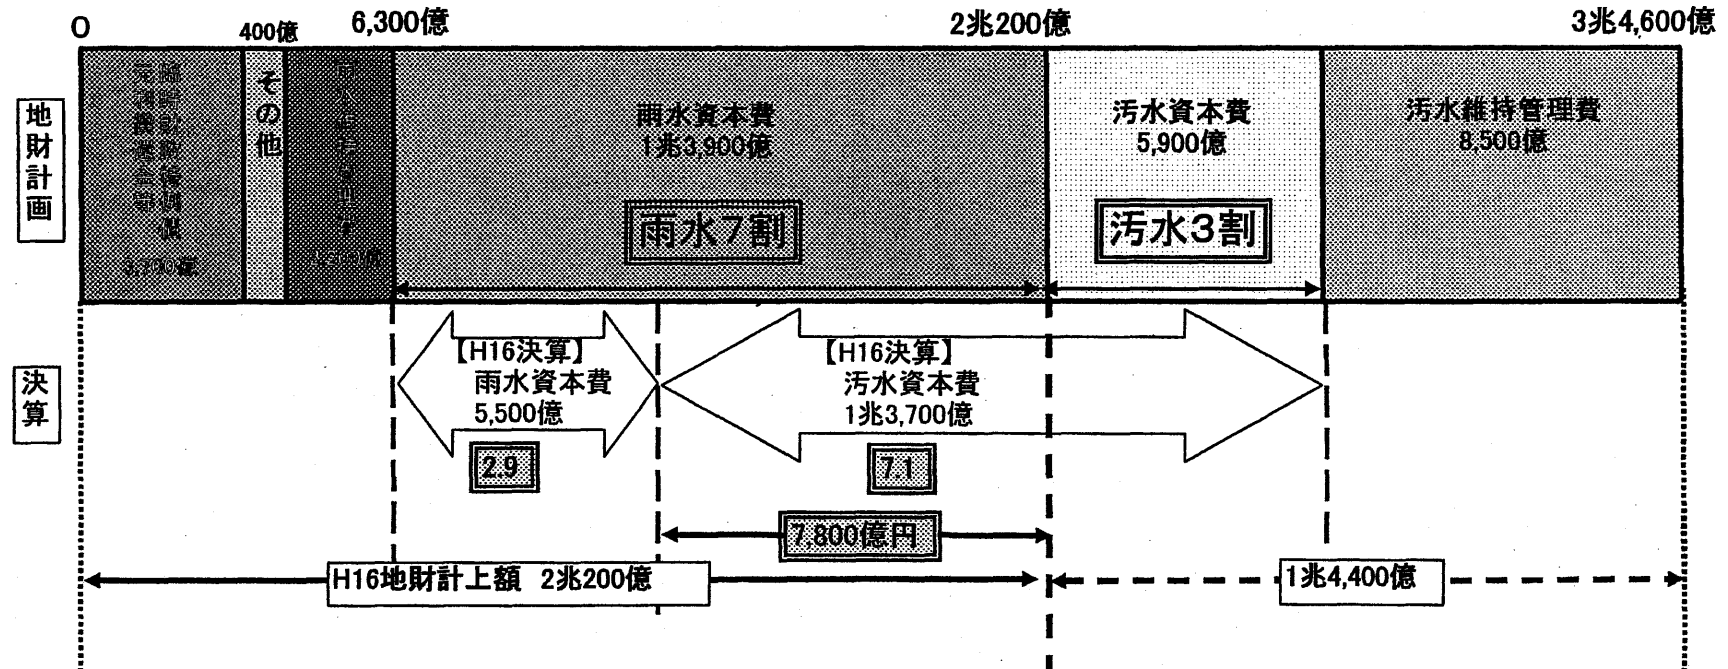 0
400億
6,300億
2兆200億
3兆4,600億
地財計画
その他
雨水資本費
1兆3,900億
雨水7割
汚水資本費
5,900億
汚水3割
汚水維持管理費
8,500億
決算
【H16決算】
雨水資本費
5,500億
2.9
【H16決算】
汚水資本費
1兆3,700億
7.1
7,800億円
H16地財計上額 2兆200億
1兆4,400億